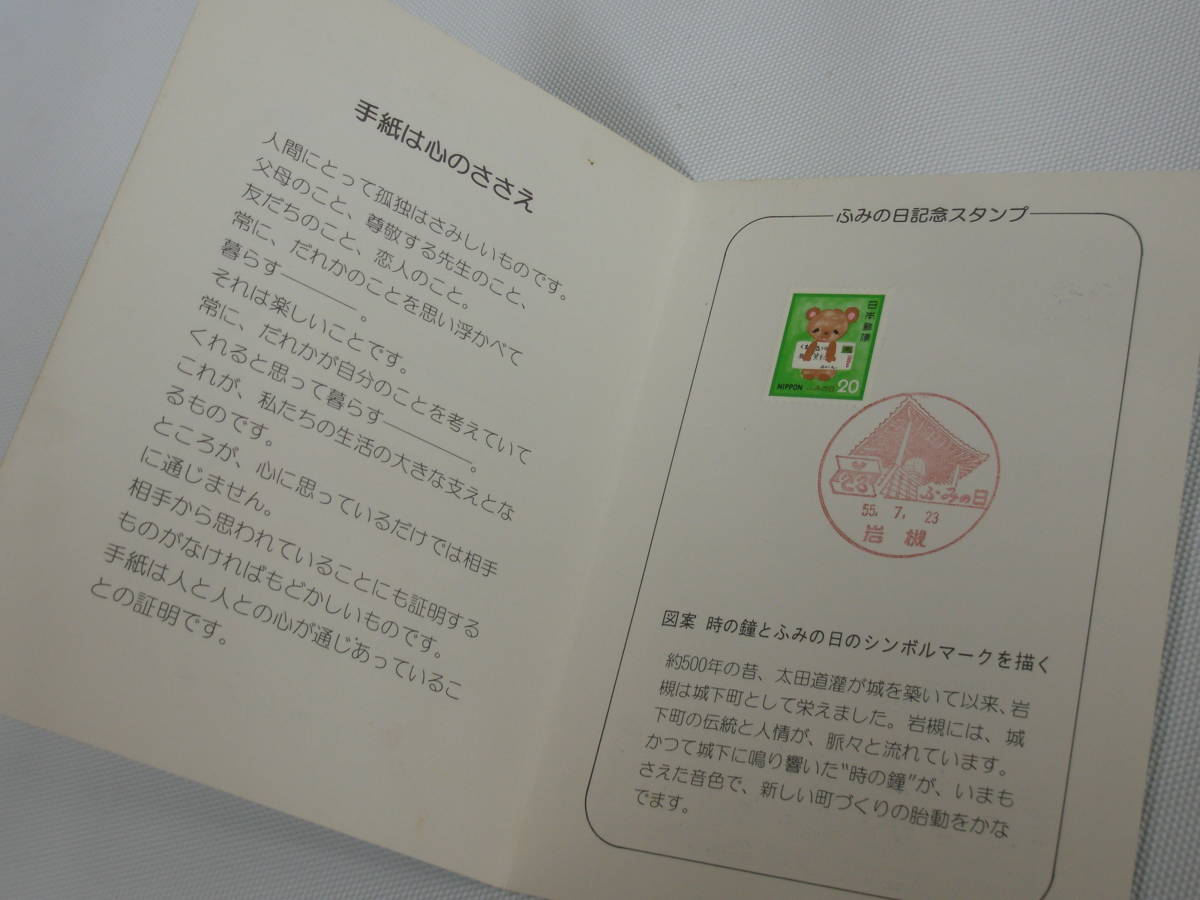 手紙は心のささえ
人間にとって孤独はさみしいものです。
父母のこと、尊敬する先生のこと、
友だちのこと、恋人のこと。
常に、だれかのことを思い浮かべて
暮らす────。
それは楽しいことです。
常に、だれかが自分のことを考えていて
くれると思って暮らす────。
これが、私たちの生活の大きな支えとな
るものです。
ところが、心に思っているだけでは相手
に通じません。
相手から思われていることにも証明する
ものがなければもどかしいものです。
手紙は人と人との心が通じあっているこ
との証明です。
ふみの日記念スタンプ
日本郵便
NIPPON ふみの日 20
23 ふみの日
55. 7. 23
岩槻
図案 時の鐘とふみの日のシンボルマークを描く
約500年の昔、太田道灌が城を築いて以来、岩
槻は城下町として栄えました。岩槻には、城
下町の伝統と人情が、脈々と流れています。
かつて城下に鳴り響いた“時の鐘”が、いまも
さえた音色で、新しい町づくりの胎動をかな
でます。